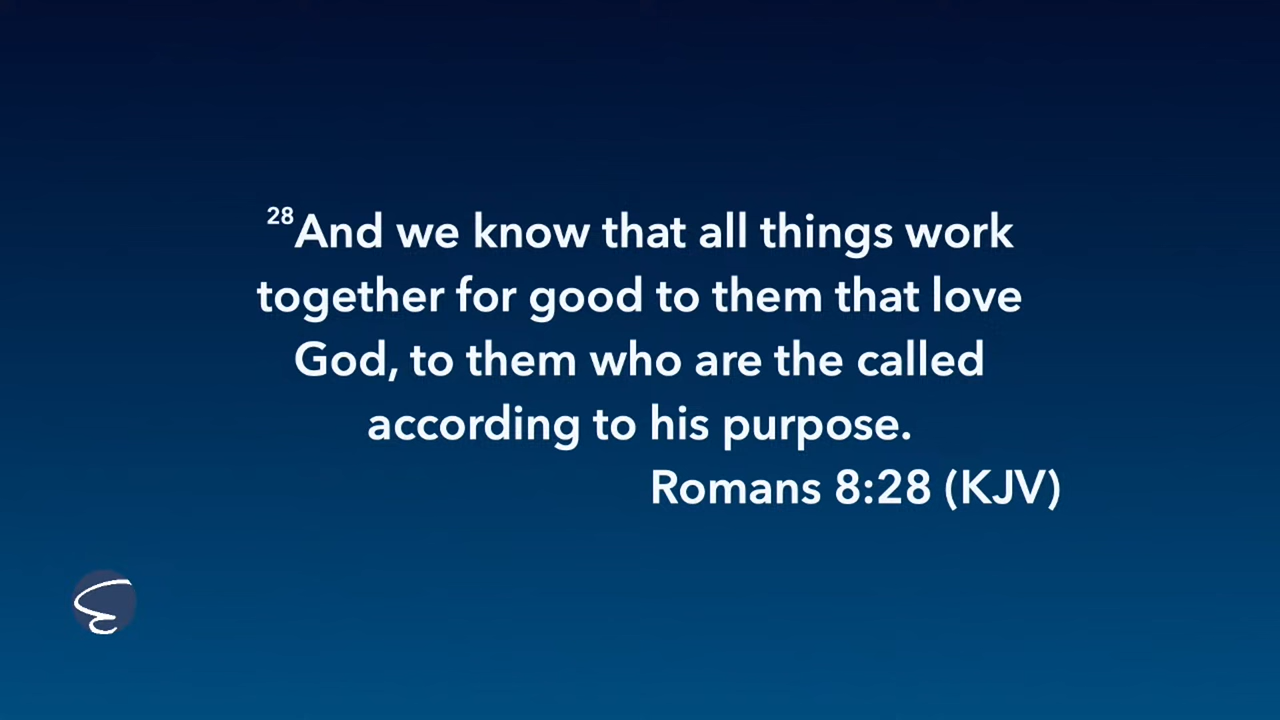 28And we know that all things work
together for good to them that love
God, to them who are the called
according to his purpose.
Romans 8:28 (KJV)